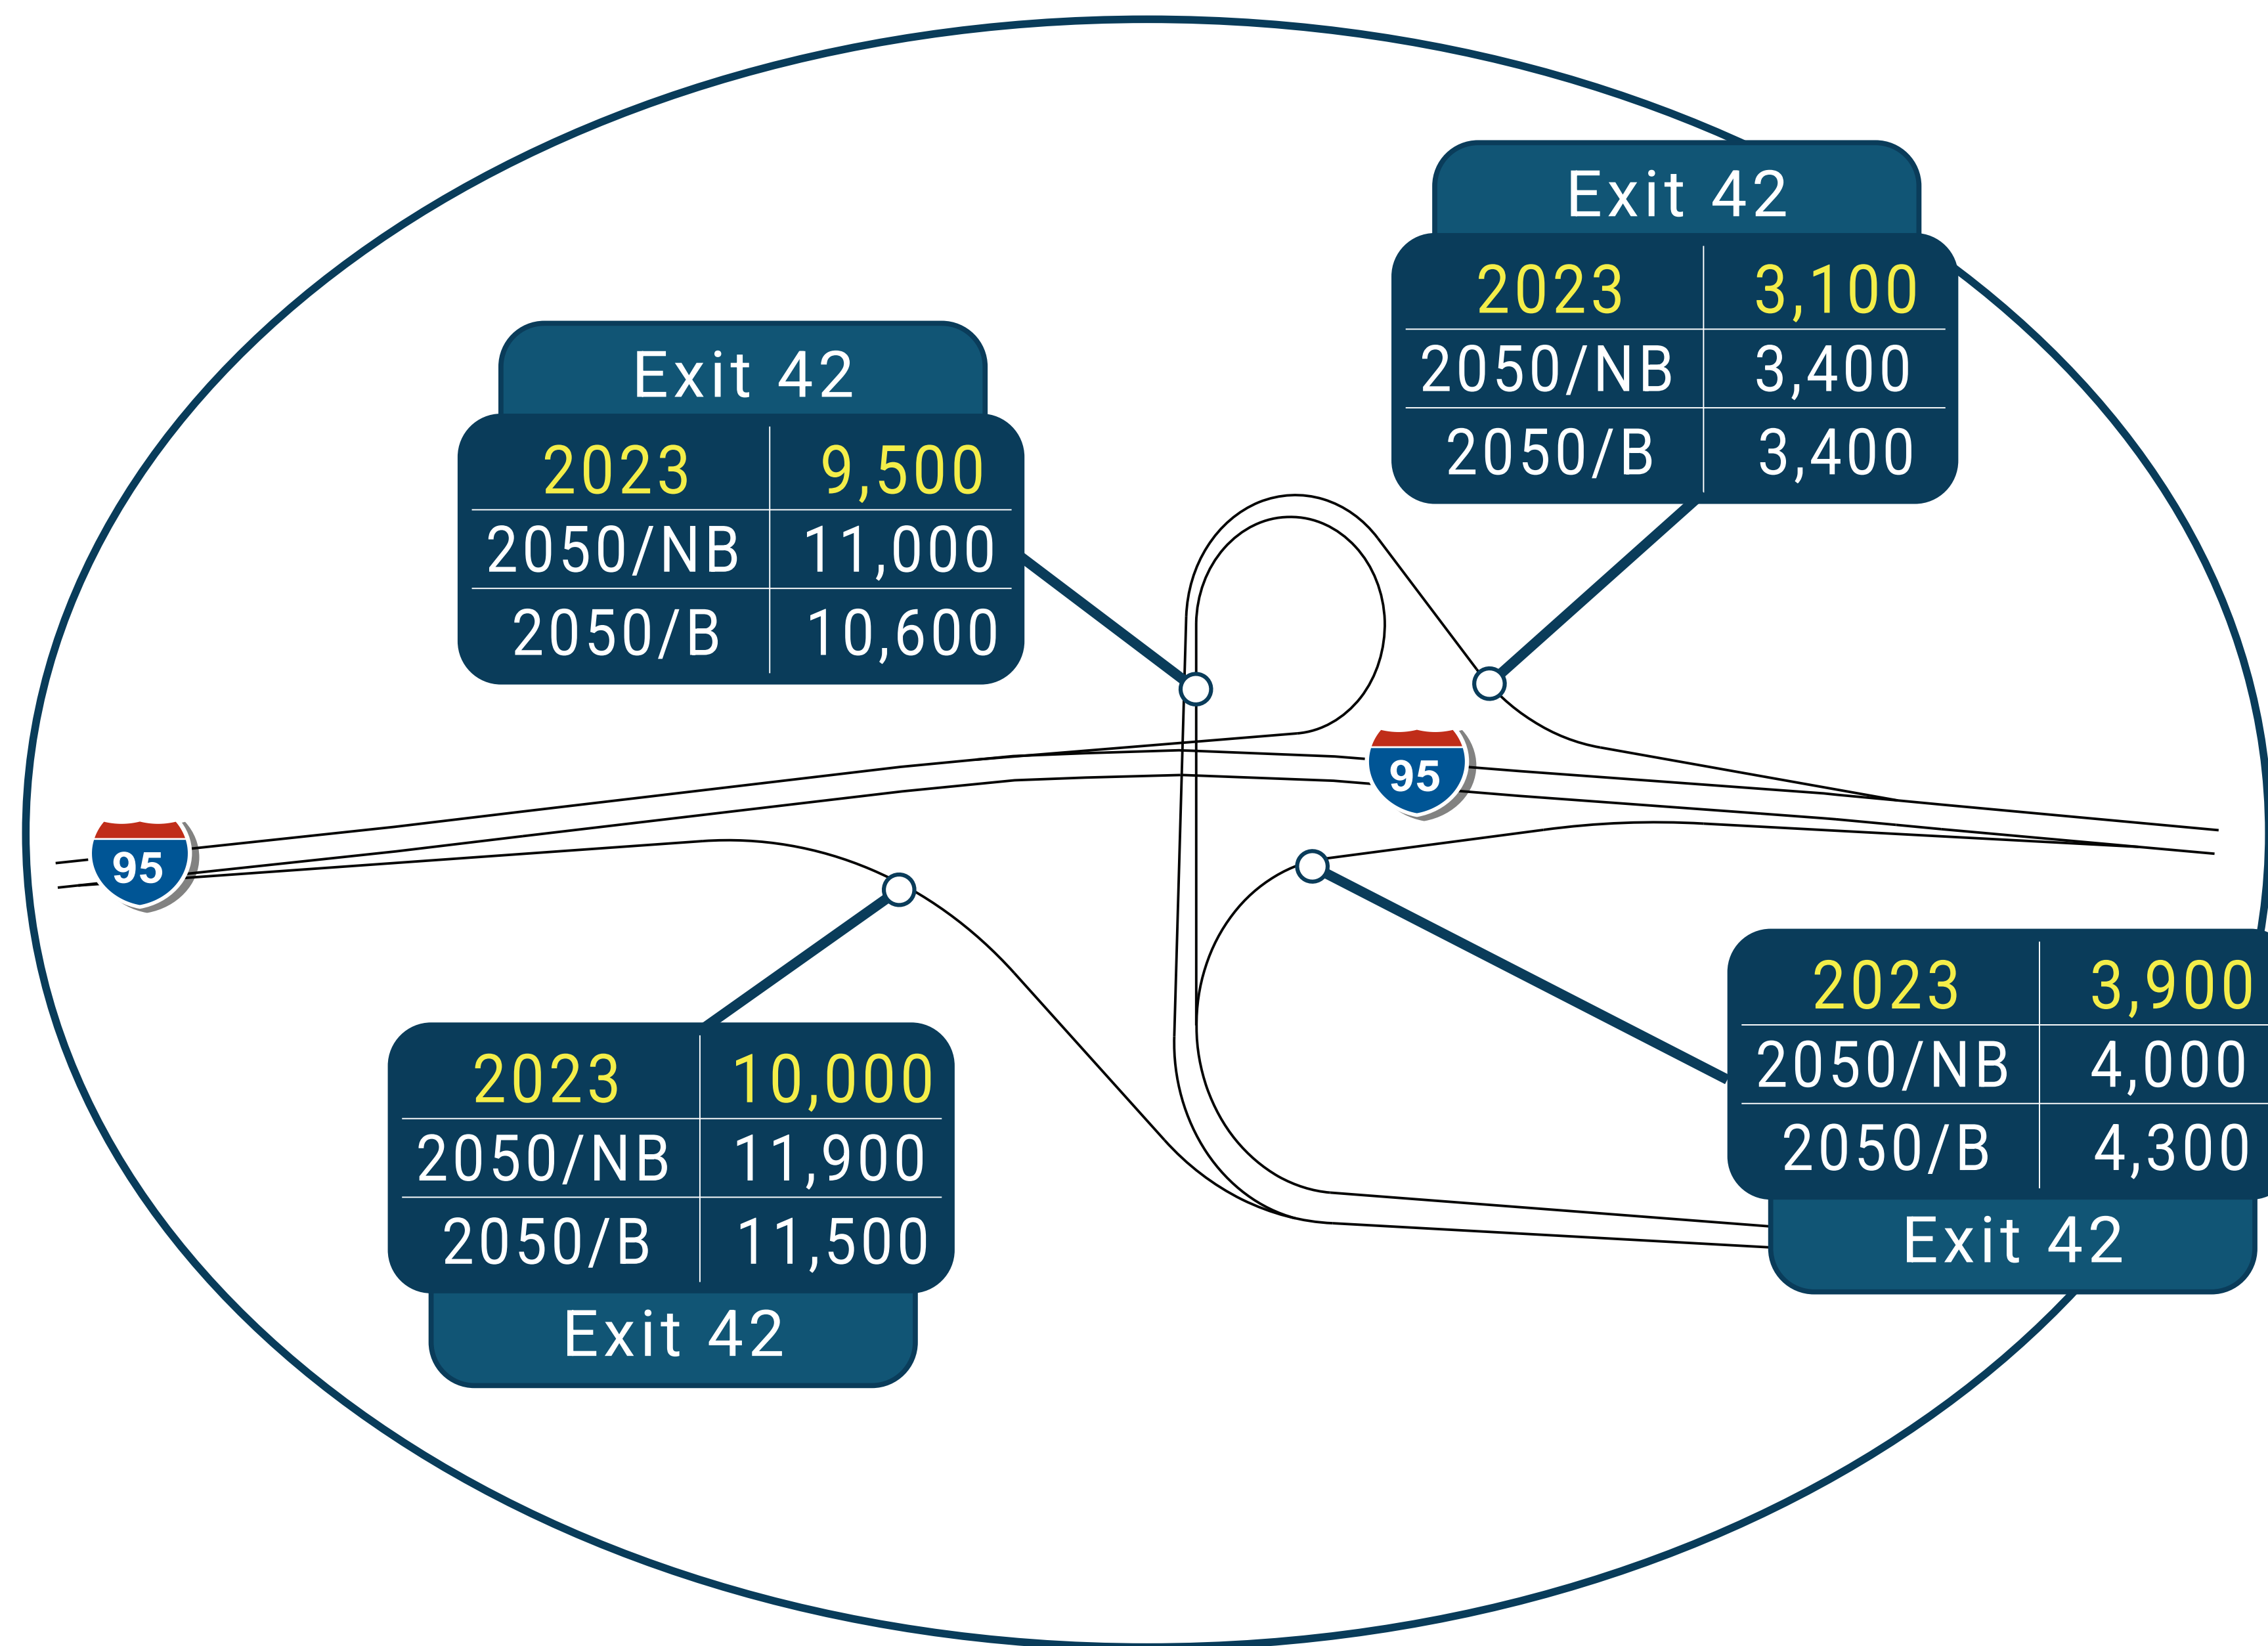 Exit 42
2023 3,100
2050/NB 3,400
2050/B 3,400
Exit 42
2023 9,500
2050/NB 11,000
2050/B 10,600
95
95
2023 3,900
2050/NB 4,000
2050/B 4,300
Exit 42
2023 10,000
2050/NB 11,900
2050/B 11,500
Exit 42